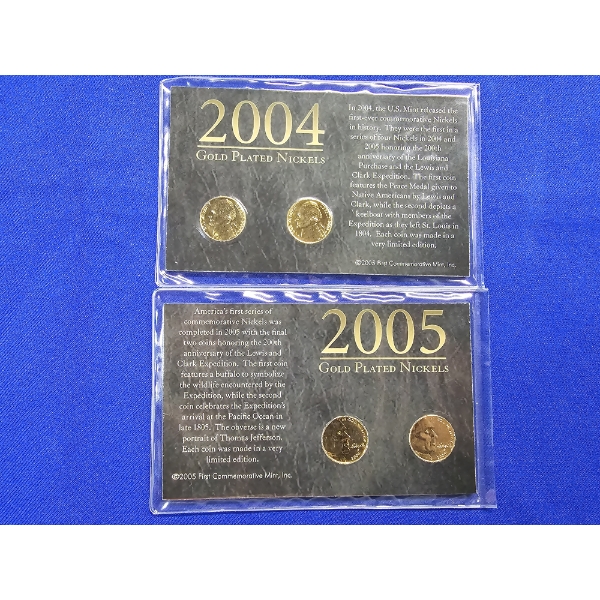 2004
GOLD PLATED NICKELS
In 2004, the U.S. Mint released the
first-ever commemorative Nickels
in history. They were the first in a
series of four Nickels in 2004 and
2005 honoring the 200th
anniversary of the Louisiana
Purchase and the Lewis and
Clark Expedition. The first coin
features the Peace Medal given to
Native Americans by Lewis and
Clark, while the second depicts a
keelboat with members of the
Expedition as they left St. Louis in
1804. Each coin was made in a
very limited edition.
©2005 First Commemorative Mint, Inc.
America's first series of
commemorative Nickels was
completed in 2005 with the final
two coins honoring the 200th
anniversary of the Lewis and
Clark Expedition. The first coin
features a buffalo to symbolize
the wildlife encountered by the
Expedition, while the second
coin celebrates the Expedition's
arrival at the Pacific Ocean in
late 1805. The obverse is a new
portrait of Thomas Jefferson.
Each coin was made in a very
limited edition.
©2005 First Commemorative Mint, Inc.
2005
GOLD PLATED NICKELS